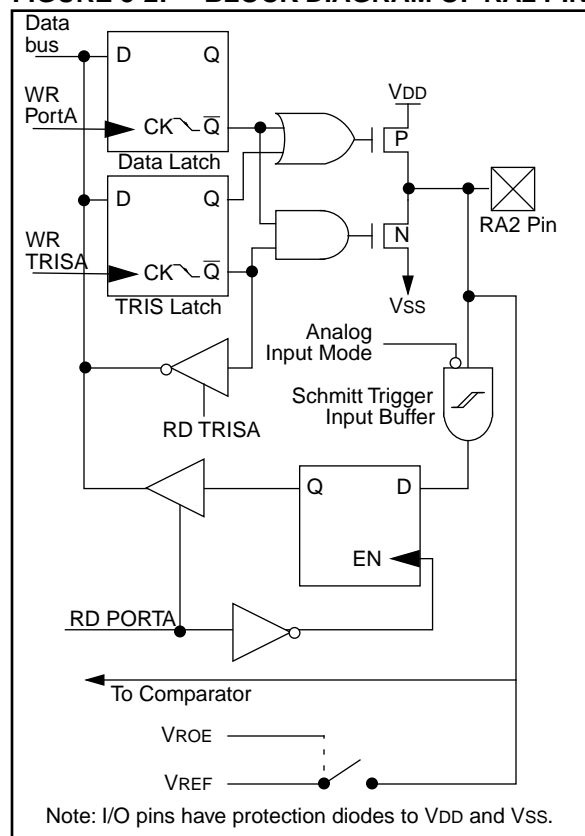 Data
bus
D Q
VDD
WR
PortA
CK Q P
Data Latch
D Q
RA2 Pin
WR
TRISA
N
CK Q
VSS
TRIS Latch
Analog
Input Mode
Schmitt Trigger
Input Buffer
RD TRISA
Q D
EN
RD PORTA
To Comparator
VROE
VREF
Note: I/O pins have protection diodes to VDD and VSS.